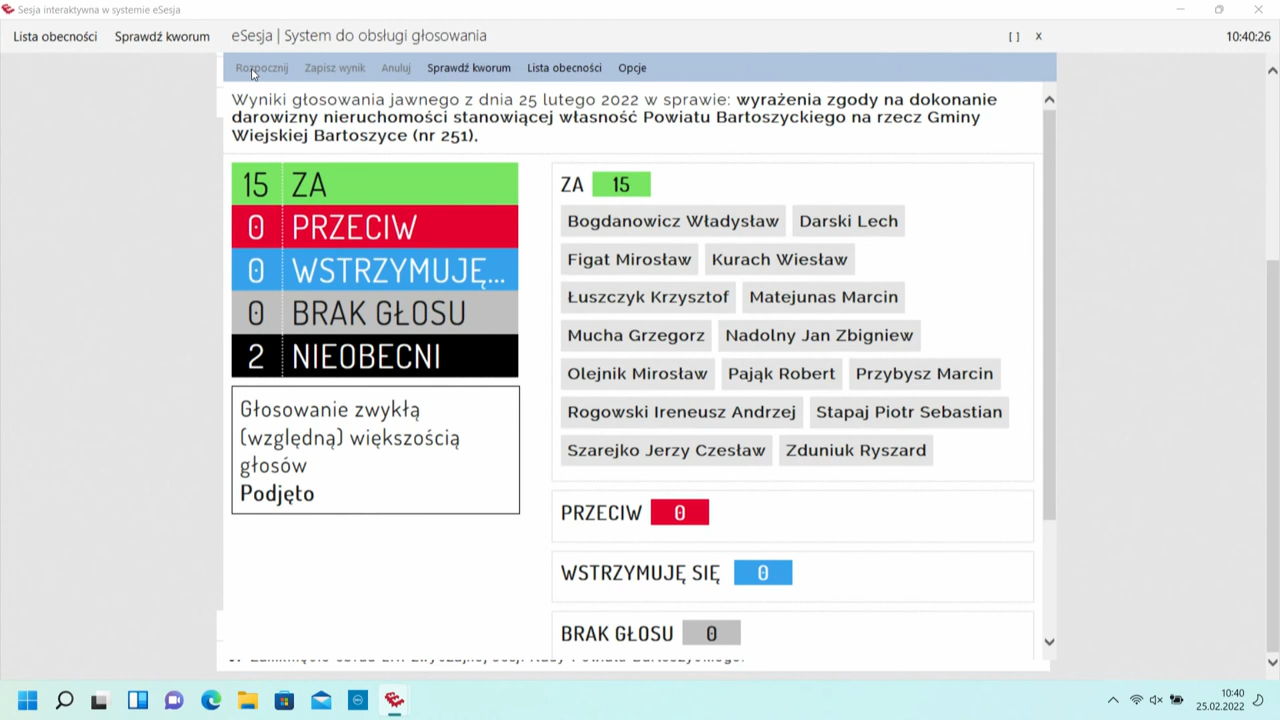 Sesja interaktywna w systemie eSesja
Lista obecności Sprawdź kworum eSesja | System do obsługi głosowania [ ] x 10:40:26
Rozpocznij Zapisz wynik Anuluj Sprawdź kworum Lista obecności Opcje
Wyniki głosowania jawnego z dnia 25 lutego 2022 w sprawie: wyrażenia zgody na dokonanie
darowizny nieruchomości stanowiącej własność Powiatu Bartoszyckiego na rzecz Gminy
Wiejskiej Bartoszyce (nr 251).
15 ZA
0 PRZECIW
0 WSTRZYMUJĘ...
0 BRAK GŁOSU
2 NIEOBECNI
Głosowanie zwykłą
(względną) większością
głosów
Podjęto
ZA 15
Bogdanowicz Władysław Darski Lech
Figat Mirosław Kurach Wiesław
Łuszczyk Krzysztof Matejunas Marcin
Mucha Grzegorz Nadolny Jan Zbigniew
Olejnik Mirosław Pająk Robert Przybysz Marcin
Rogowski Ireneusz Andrzej Stapaj Piotr Sebastian
Szarejko Jerzy Czesław Zduniuk Ryszard
PRZECIW 0
WSTRZYMUJĘ SIĘ 0
BRAK GŁOSU 0
10:40
25.02.2022